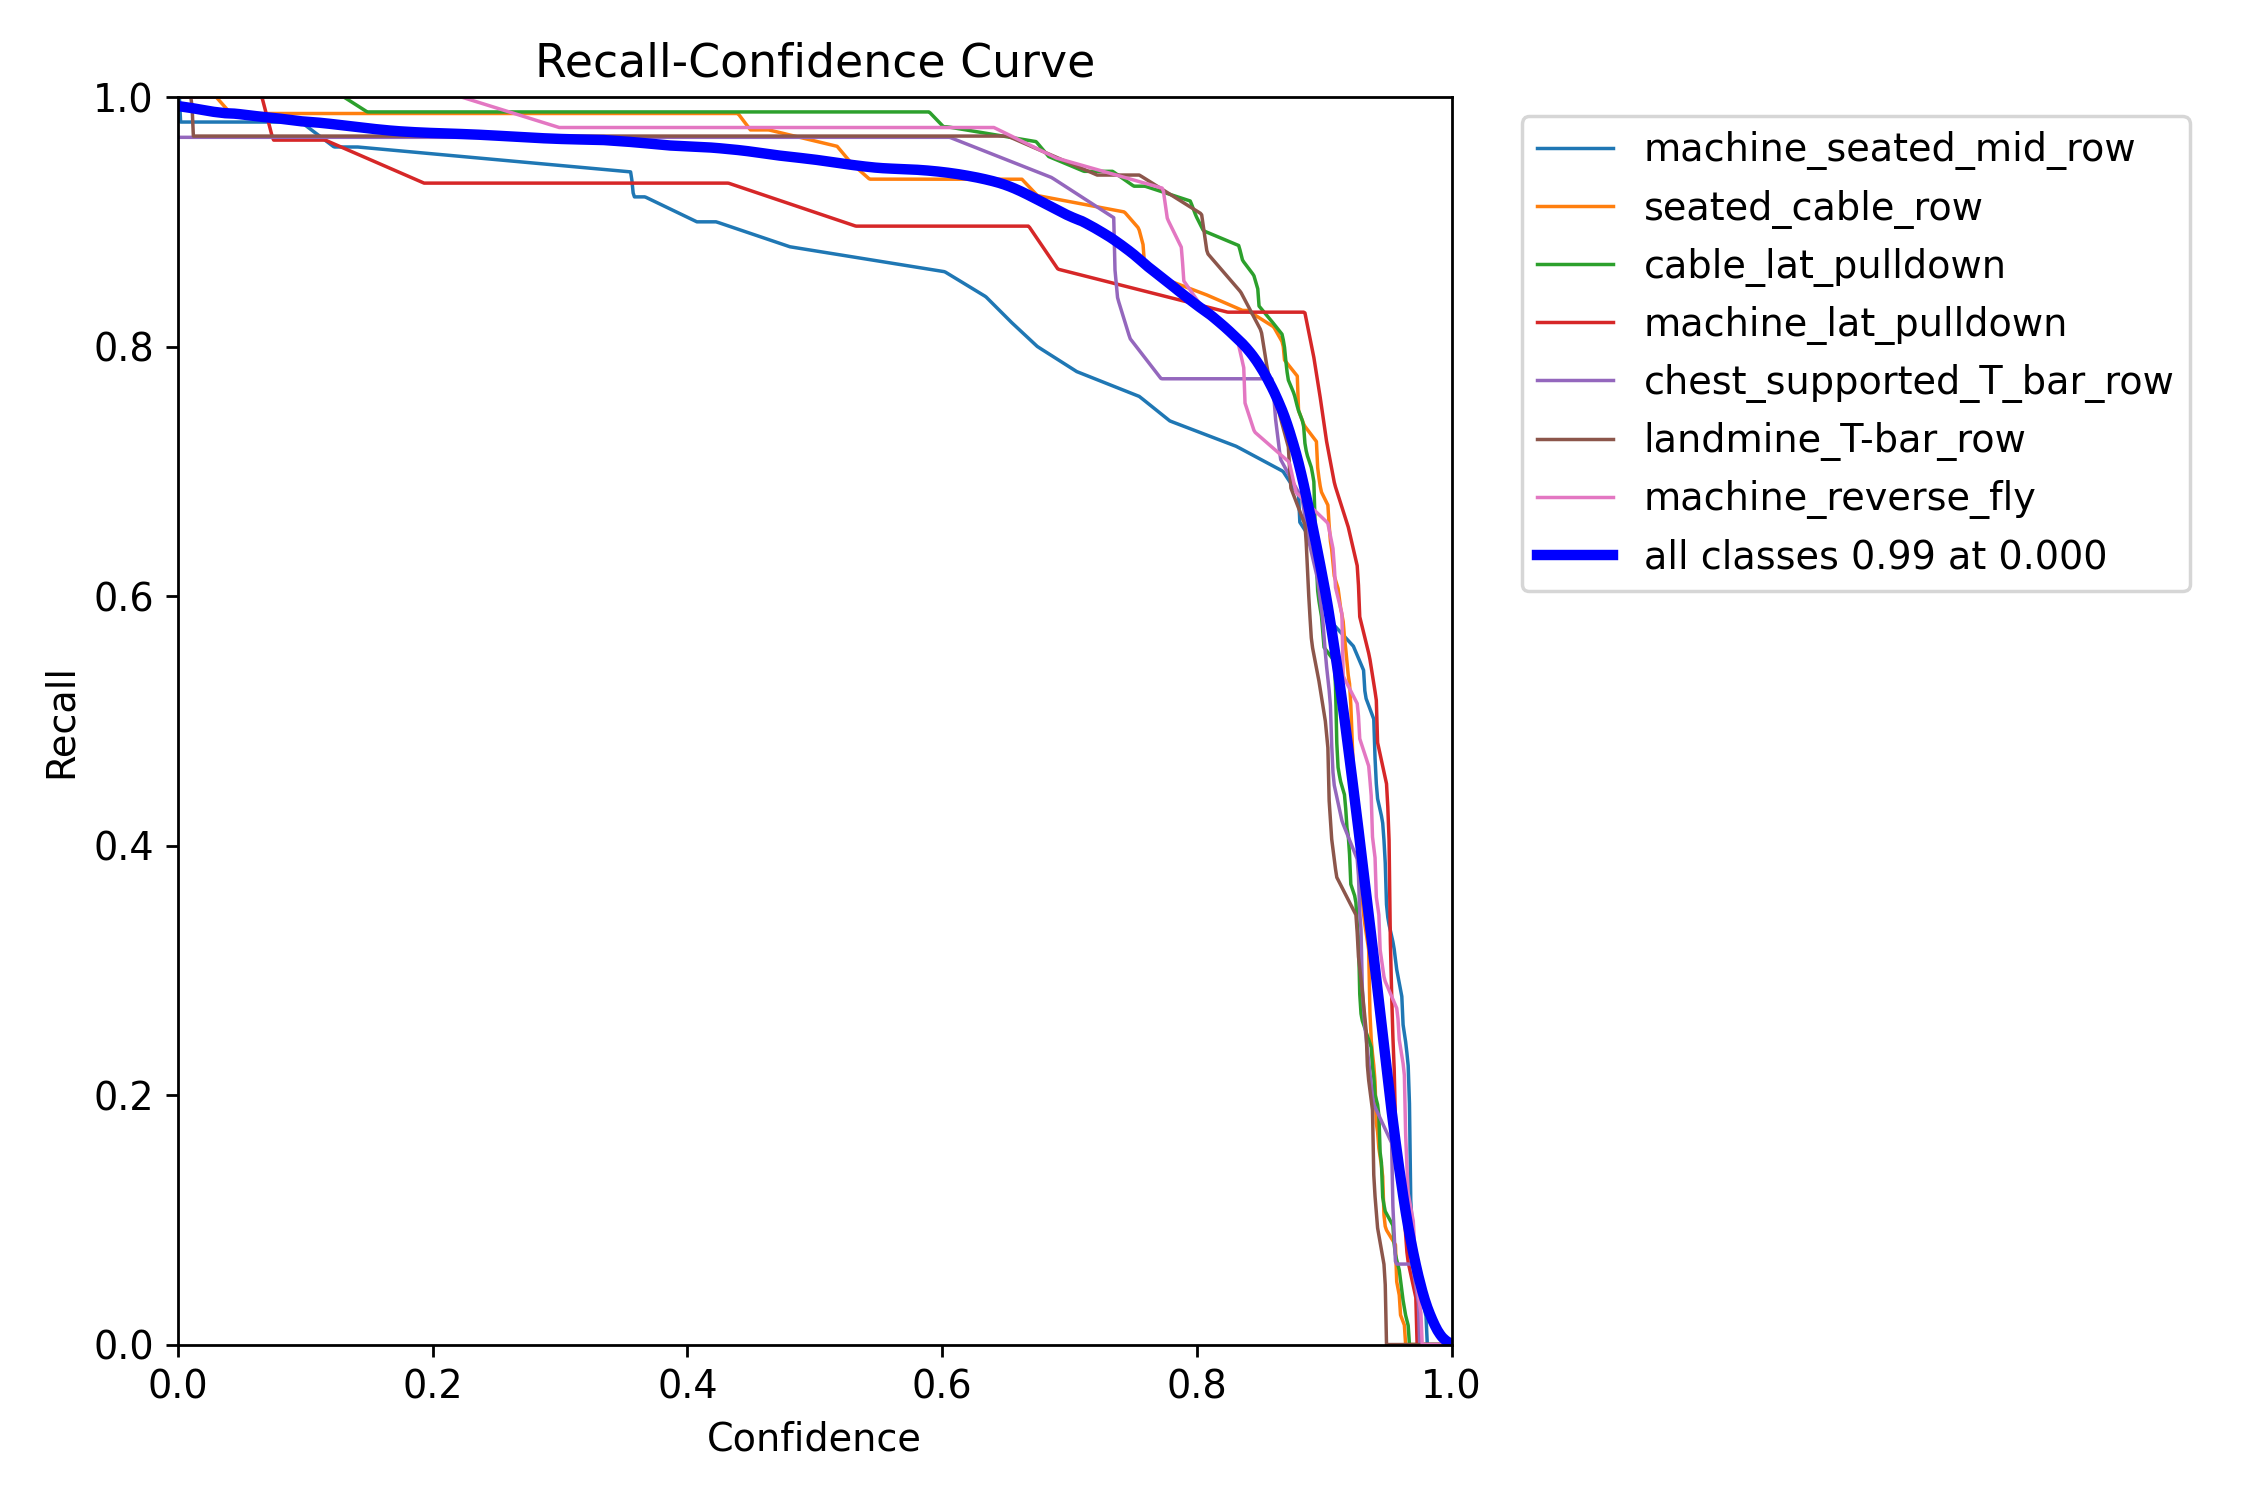 Recall-Confidence Curve
1.0
0.8
0.6
0.4
0.2
0.0
Recall
0.0 0.2 0.4 0.6 0.8 1.0
Confidence
machine_seated_mid_row
seated_cable_row
cable_lat_pulldown
machine_lat_pulldown
chest_supported_T_bar_row
landmine_T-bar_row
machine_reverse_fly
all classes 0.99 at 0.000